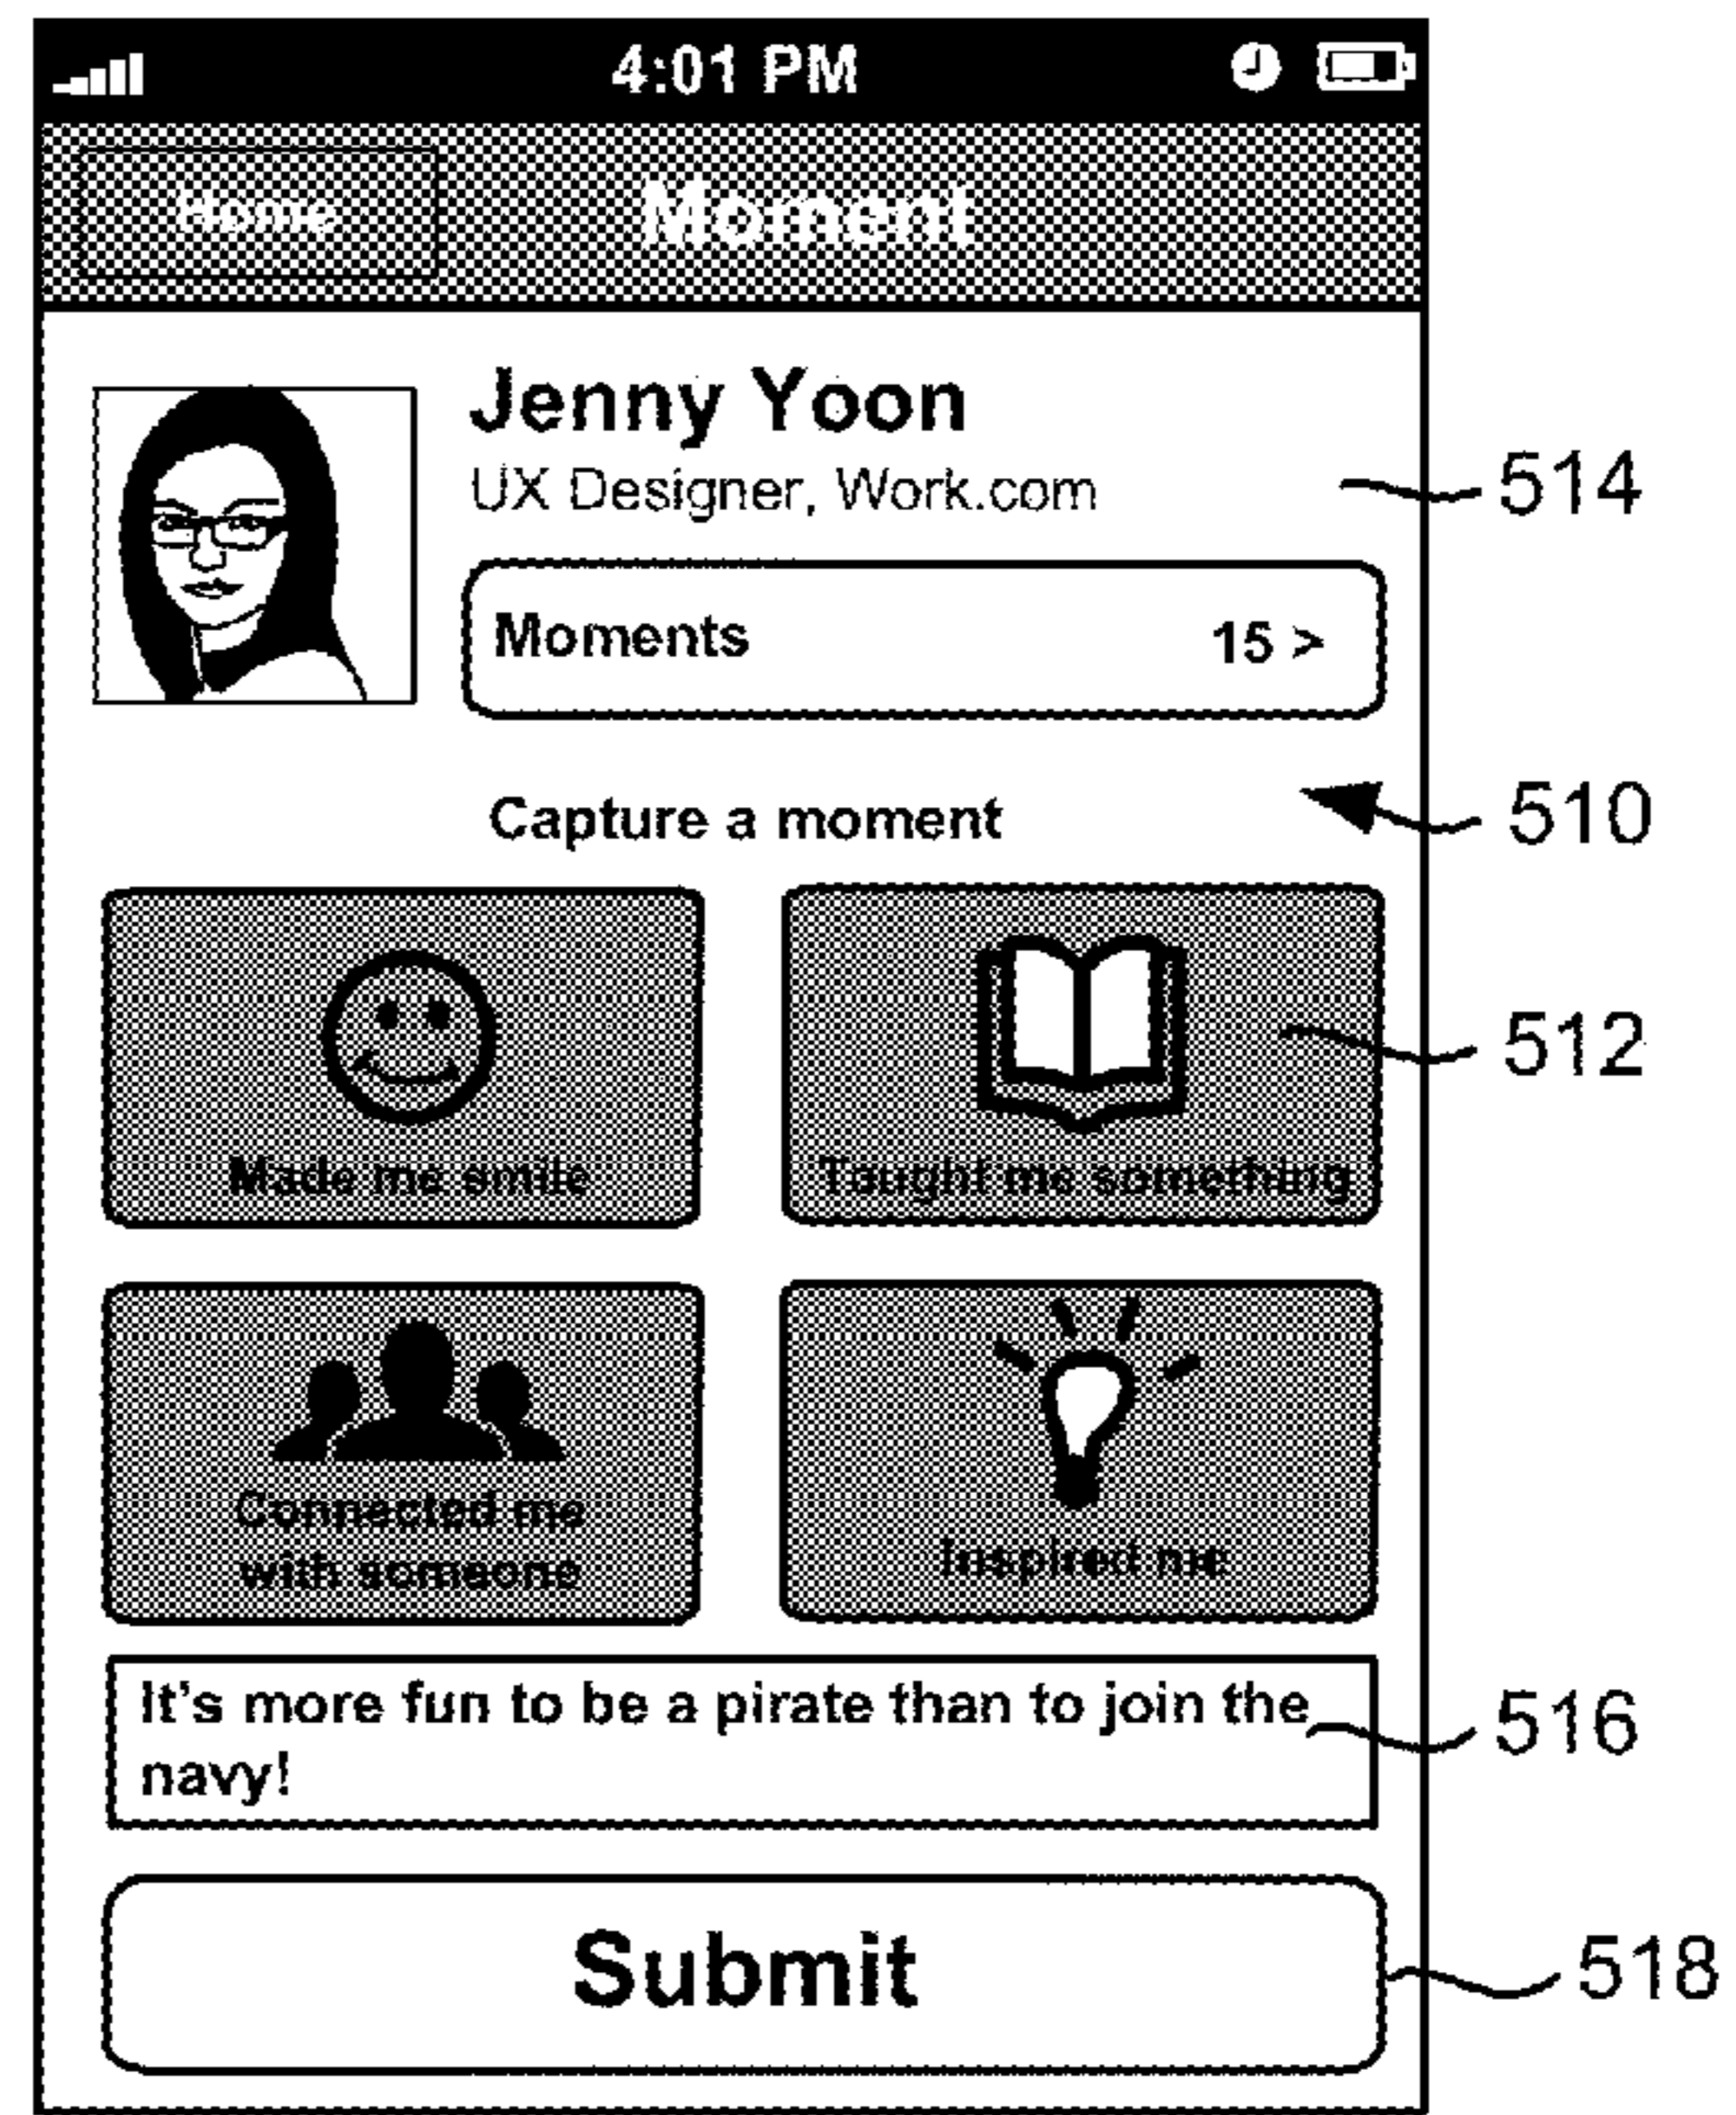 4:01 PM
Home
Moment
Jenny Yoon
UX Designer, Work.com
514
Moments 15 >
Capture a moment
510
512
Made me smile
Taught me something
Connected me
with someone
Inspired me
It's more fun to be a pirate than to join the
navy!
516
Submit
518